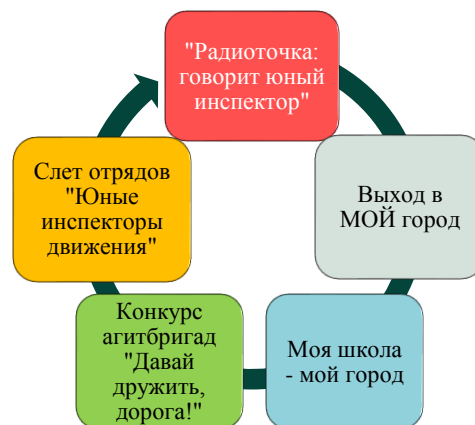 "Радиоточка:
говорит юный
инспектор"
Выход в
МОЙ город
Моя школа
- мой город
Конкурс
агитбригад
"Давай
дружить,
дорога!"
Слет отрядов
"Юные
инспекторы
движения"